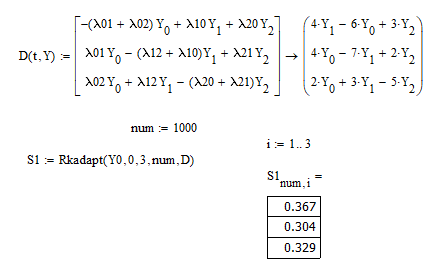 D(t,Y) := [ -(λ01 + λ02) Y₀ + λ10 Y₁ + λ20 Y₂ ] → ( 4·Y₁ − 6·Y₀ + 3·Y₂ )
[ λ01 Y₀ − (λ12 + λ10)Y₁ + λ21 Y₂ ] ( 4·Y₀ − 7·Y₁ + 2·Y₂ )
[ λ02 Y₀ + λ12 Y₁ − (λ20 + λ21)Y₂ ] ( 2·Y₀ + 3·Y₁ − 5·Y₂ )
num := 1000
i := 1..3
S1 := Rkadapt(Y0,0,3,num,D)
S1 num,i =
0.367
0.304
0.329